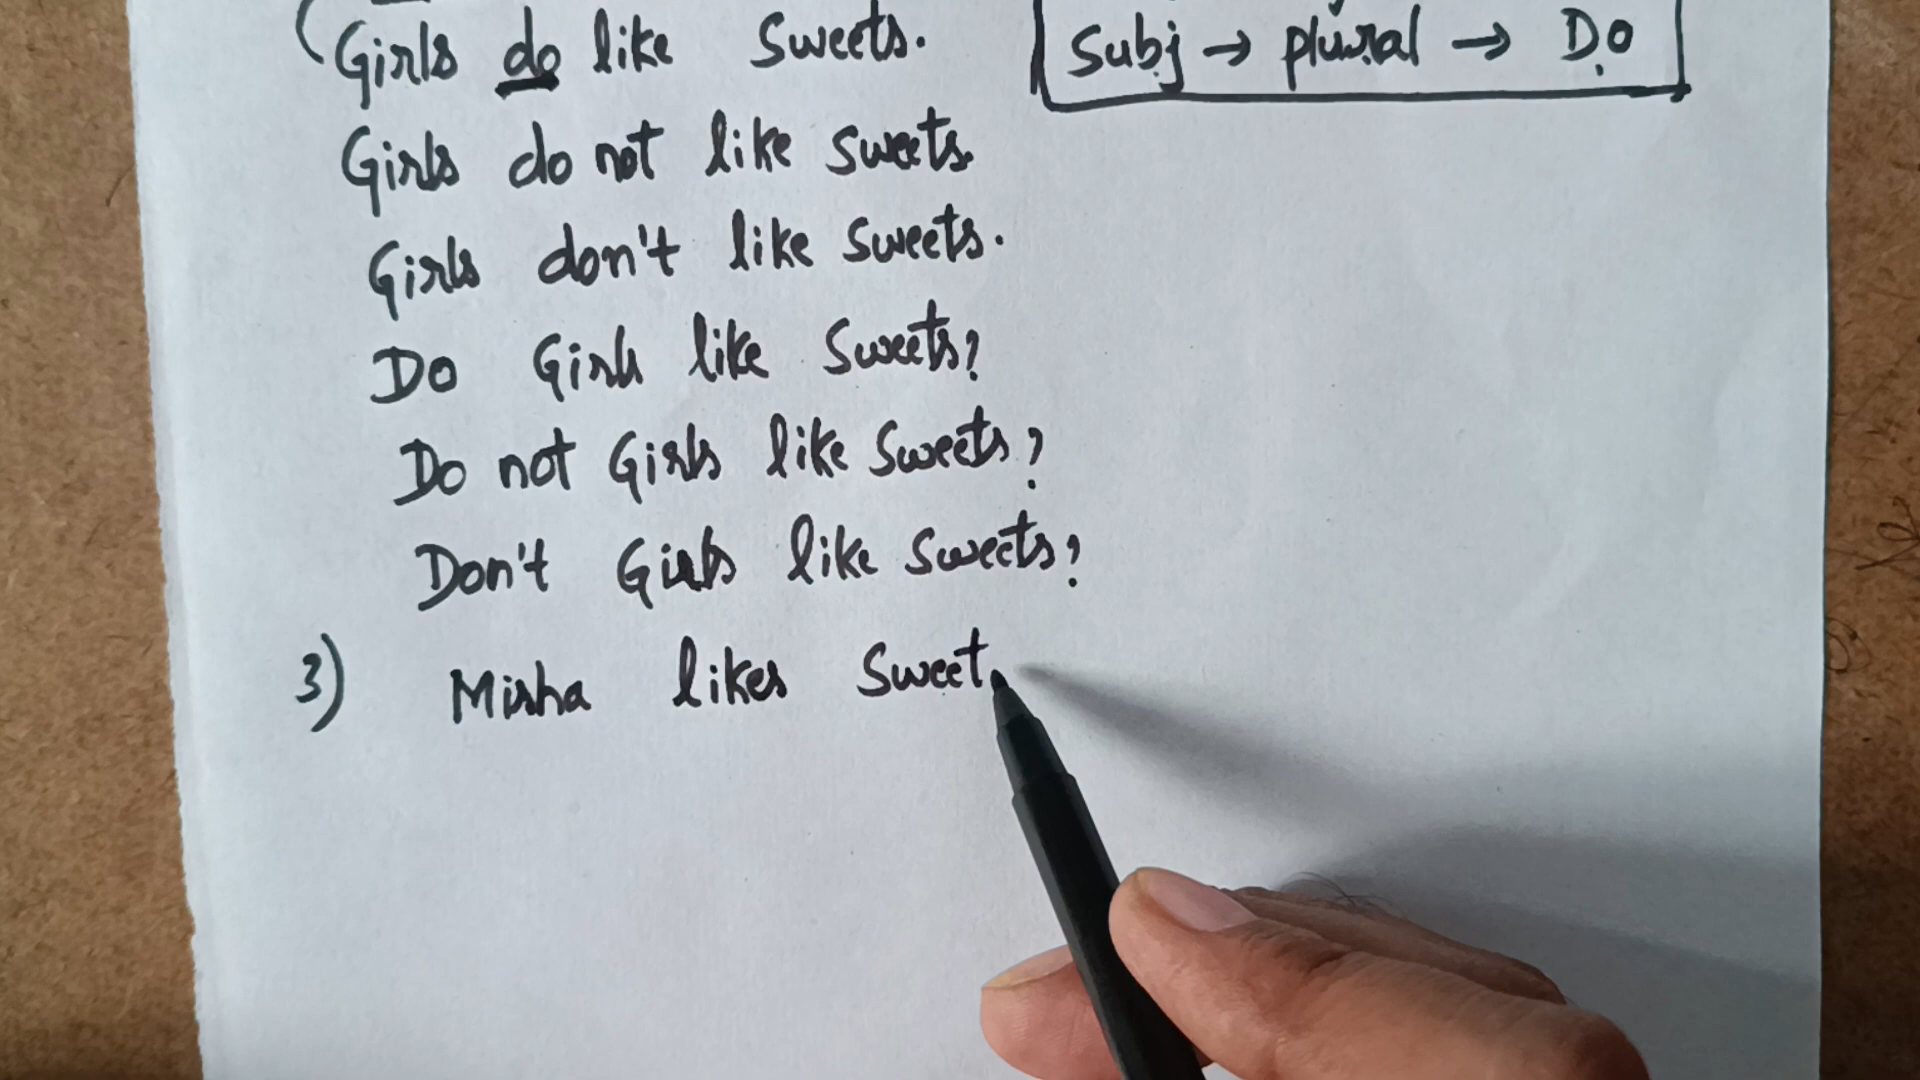 Girls do like Sweets.
Subj → plural → Do
Girls do not like sweets.
Girls don't like sweets.
Do Girls like Sweets?
Do not Girls like Sweets?
Don't Girls like Sweets?
3) Misha likes Sweet